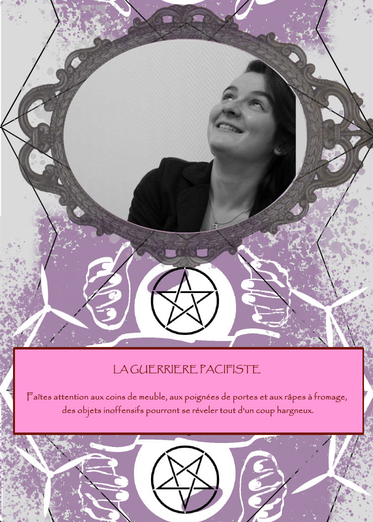 LA GUERRIERE PACIFISTE
Faîtes attention aux coins de meuble, aux poignées de portes et aux râpes à fromage,
des objets inoffensifs pourront se réveler tout d'un coup hargneux.